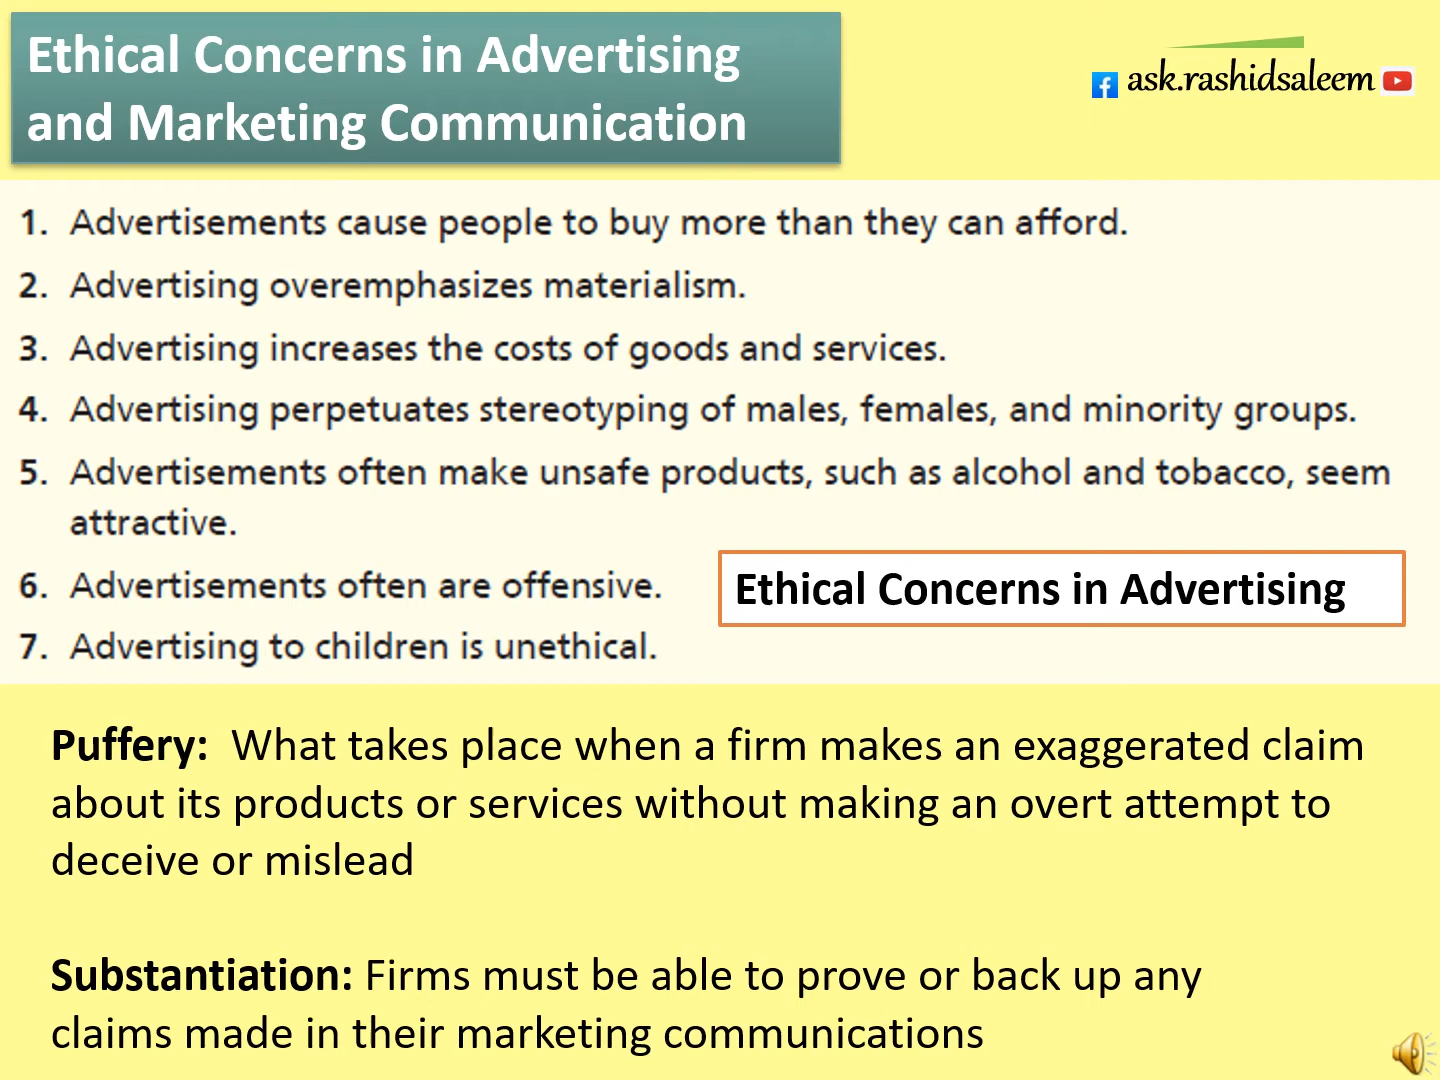 Ethical Concerns in Advertising
and Marketing Communication
ask.rashidsaleem
1. Advertisements cause people to buy more than they can afford.
2. Advertising overemphasizes materialism.
3. Advertising increases the costs of goods and services.
4. Advertising perpetuates stereotyping of males, females, and minority groups.
5. Advertisements often make unsafe products, such as alcohol and tobacco, seem
attractive.
6. Advertisements often are offensive.
Ethical Concerns in Advertising
7. Advertising to children is unethical.
Puffery: What takes place when a firm makes an exaggerated claim
about its products or services without making an overt attempt to
deceive or mislead
Substantiation: Firms must be able to prove or back up any
claims made in their marketing communications